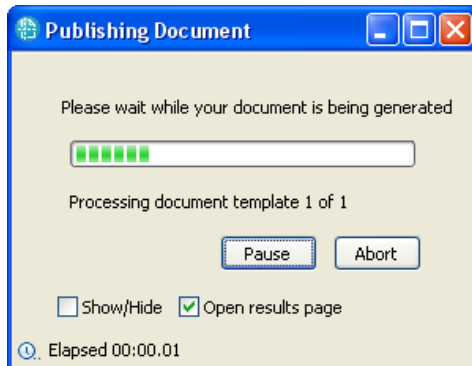 Publishing Document
Please wait while your document is being generated
Processing document template 1 of 1
Pause Abort
Show/Hide Open results page
Elapsed 00:00.01